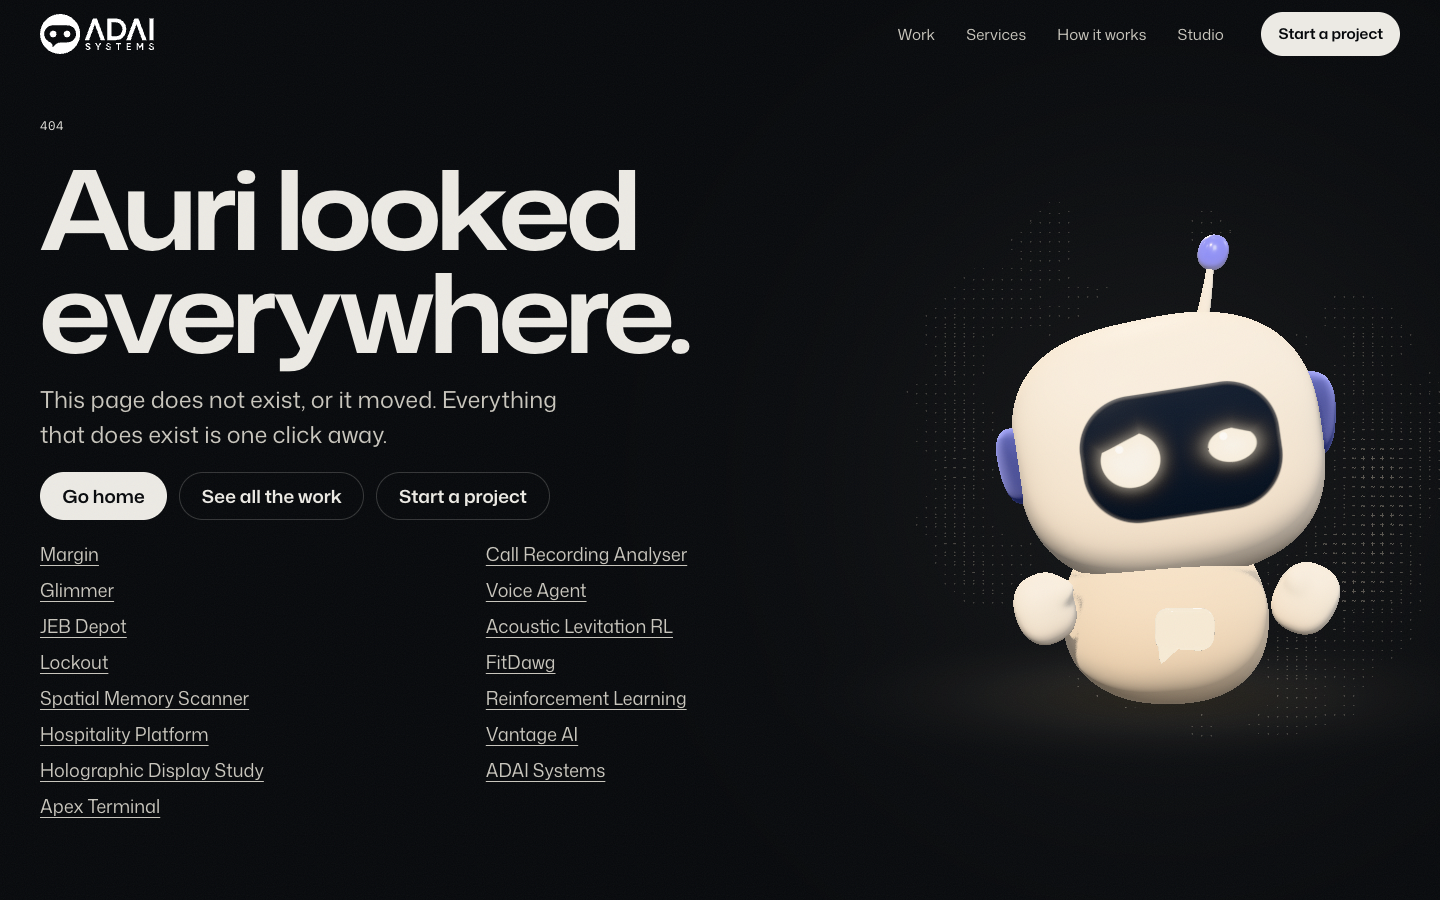 ADAI
SYSTEMS
Work
Services
How it works
Studio
Start a project
404
Auri looked
everywhere.
This page does not exist, or it moved. Everything
that does exist is one click away.
Go home
See all the work
Start a project
Margin
Glimmer
JEB Depot
Lockout
Spatial Memory Scanner
Hospitality Platform
Holographic Display Study
Apex Terminal
Call Recording Analyser
Voice Agent
Acoustic Levitation RL
FitDawg
Reinforcement Learning
Vantage AI
ADAI Systems